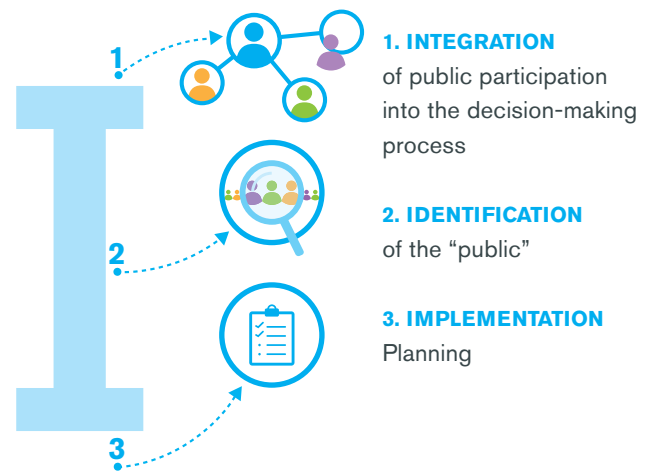 1
1. INTEGRATION
of public participation
into the decision-making
process
I
2
2. IDENTIFICATION
of the “public”
3. IMPLEMENTATION
Planning
3